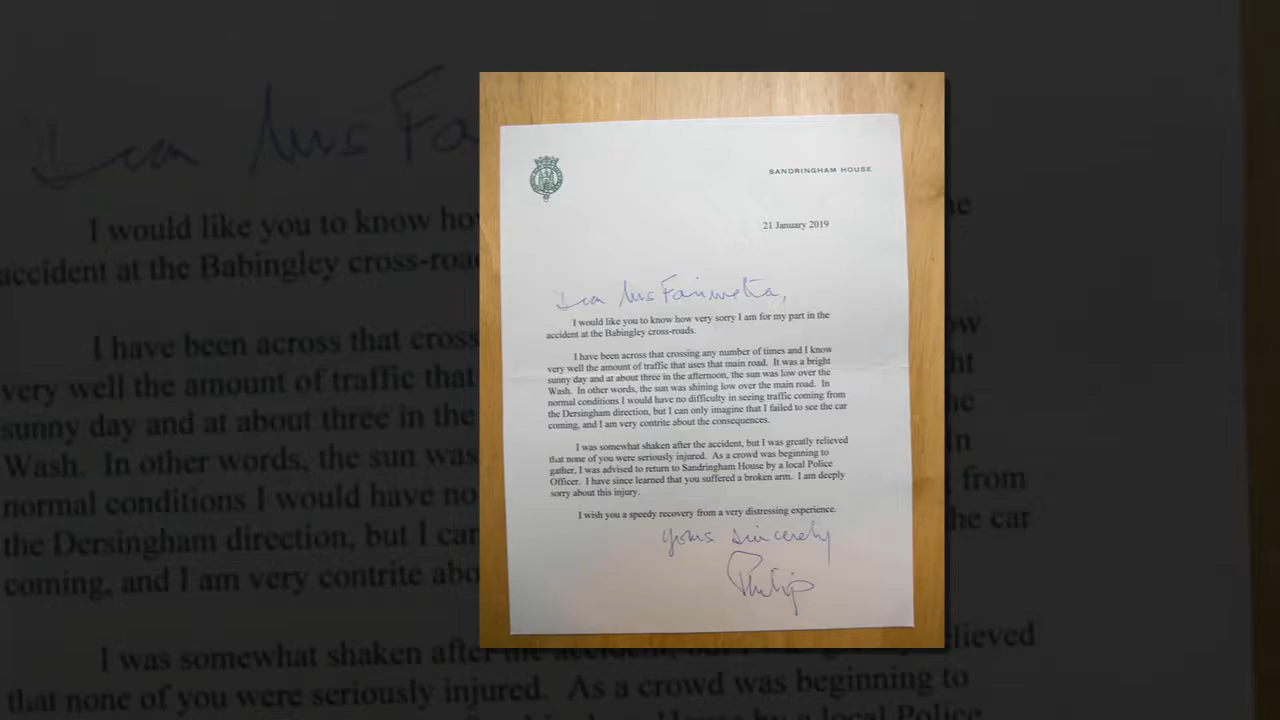 SANDRINGHAM HOUSE
21 January 2019
Dear Mrs Fairweather,
I would like you to know how very sorry I am for my part in the
accident at the Babingley cross-roads.
I have been across that crossing any number of times and I know
very well the amount of traffic that uses that main road. It was a bright
sunny day and at about three in the afternoon, the sun was low over the
Wash. In other words, the sun was shining low over the main road. In
normal conditions I would have no difficulty in seeing traffic coming from
the Dersingham direction, but I can only imagine that I failed to see the car
coming, and I am very contrite about the consequences.
I was somewhat shaken after the accident, but I was greatly relieved
that none of you were seriously injured. As a crowd was beginning to
gather, I was advised to return to Sandringham House by a local Police
Officer. I have since learned that you suffered a broken arm. I am deeply
sorry about this injury.
I wish you a speedy recovery from a very distressing experience.
Yours sincerely
Philip